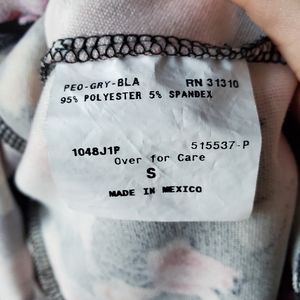 PEO-GRY-BLA RN 31310
95% POLYESTER 5% SPANDEX
1048J1P 515537-P
Over for Care
S
MADE IN MEXICO